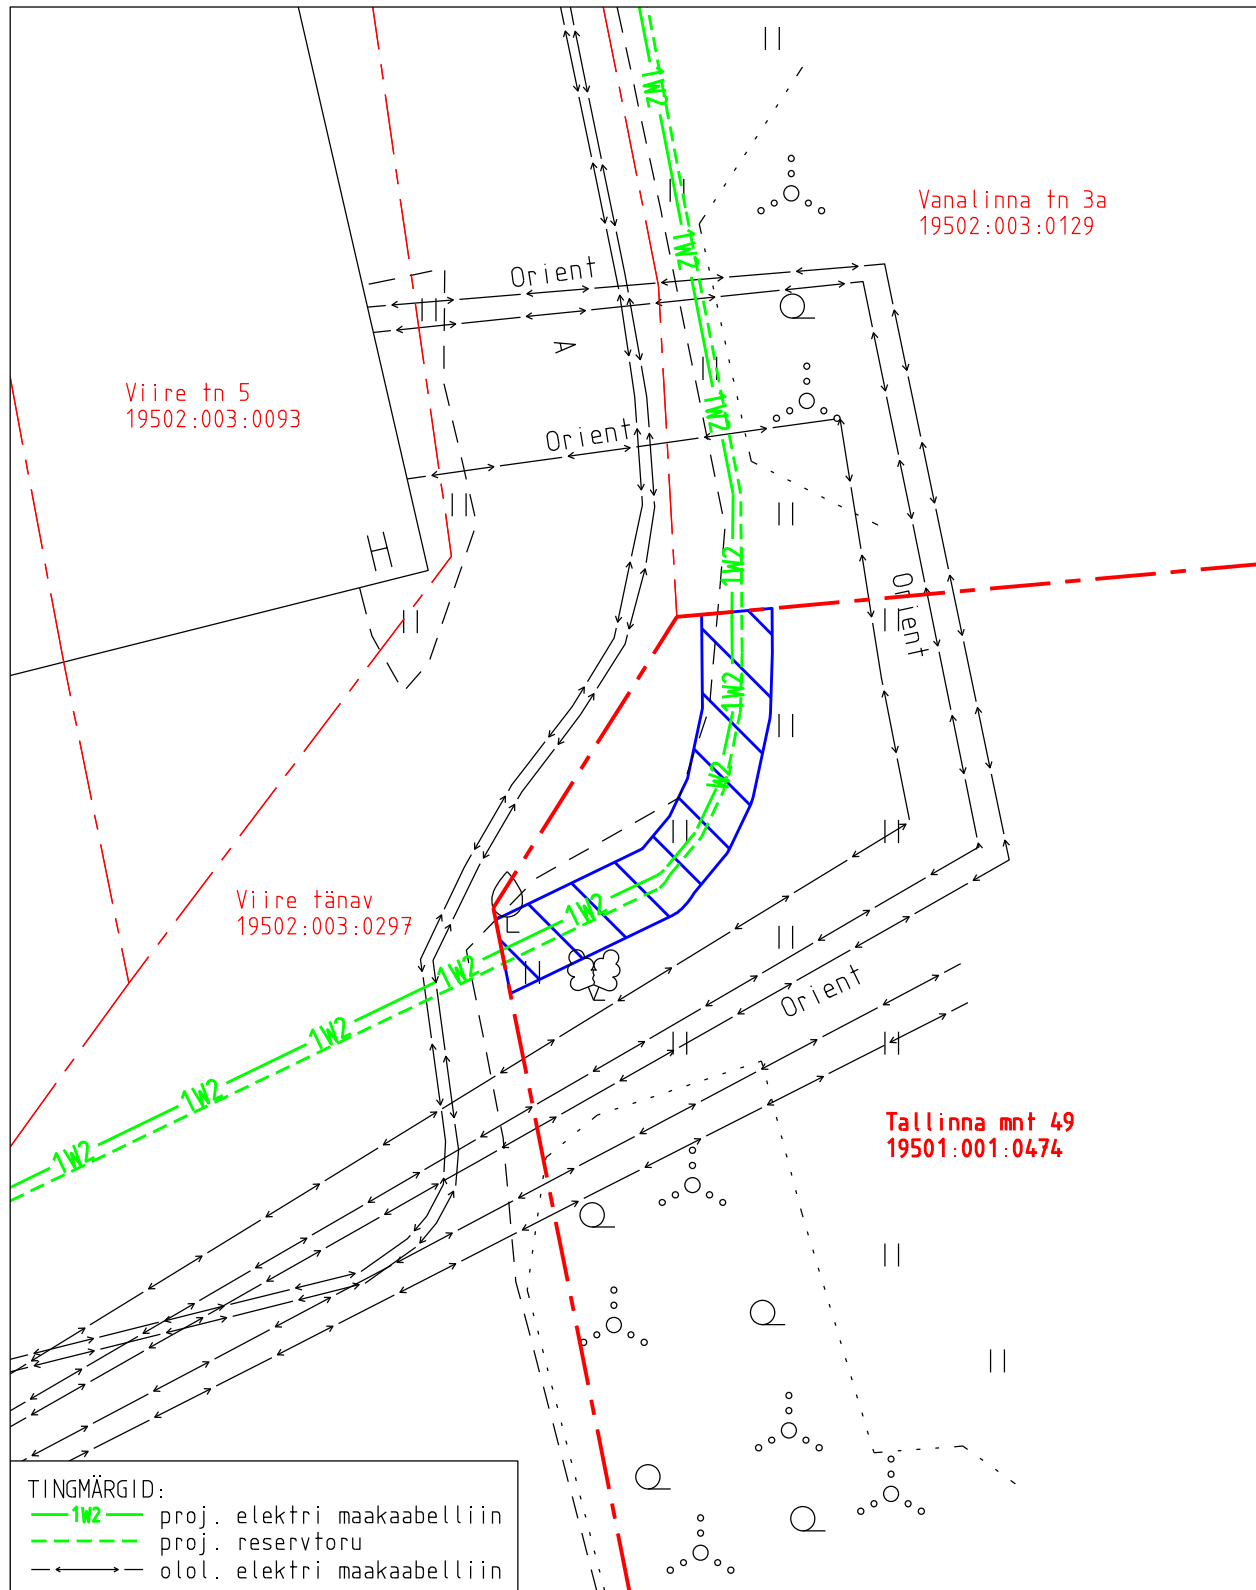 1W2
Vanalinna tn 3a
19502:003:0129
1W2
Orient
A
Viire tn 5
19502:003:0093
1W2
Orient
H
1W2
Orient
1W2
W2
Viire tänav
19502:003:0297
1W2
1W2
Orient
1W2
1W2
Tallinna mnt 49
19501:001:0474
1W2
TINGMÄRGID:
1W2 proj. elektri maakaabelliin
proj. reservtoru
olol. elektri maakaabelliin